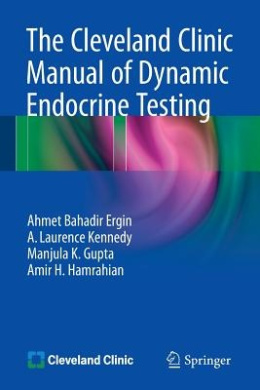 The Cleveland Clinic
Manual of Dynamic
Endocrine Testing
Ahmet Bahadir Ergin
A. Laurence Kennedy
Manjula K. Gupta
Amir H. Hamrahian
Cleveland Clinic
Springer